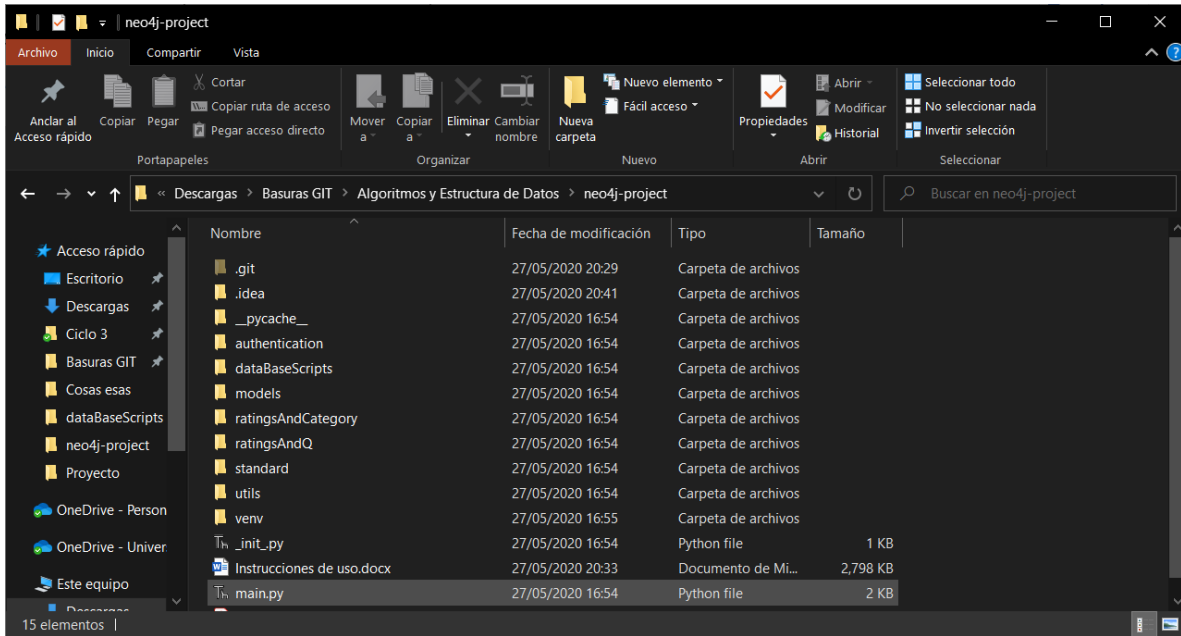 neo4j-project
Archivo Inicio Compartir Vista
Anclar al Acceso rápido
Copiar
Pegar
Cortar
Copiar ruta de acceso
Pegar acceso directo
Portapapeles
Mover a
Copiar a
Eliminar
Cambiar nombre
Organizar
Nueva carpeta
Nuevo elemento
Fácil acceso
Nuevo
Propiedades
Abrir
Modificar
Historial
Abrir
Seleccionar todo
No seleccionar nada
Invertir selección
Seleccionar
« Descargas > Basuras GIT > Algoritmos y Estructura de Datos > neo4j-project
Buscar en neo4j-project
Acceso rápido
Escritorio
Descargas
Ciclo 3
Basuras GIT
Cosas esas
dataBaseScripts
neo4j-project
Proyecto
OneDrive - Person
OneDrive - Univer
Este equipo
Descargas
Nombre Fecha de modificación Tipo Tamaño
.git 27/05/2020 20:29 Carpeta de archivos
.idea 27/05/2020 20:41 Carpeta de archivos
__pycache__ 27/05/2020 16:54 Carpeta de archivos
authentication 27/05/2020 16:54 Carpeta de archivos
dataBaseScripts 27/05/2020 16:54 Carpeta de archivos
models 27/05/2020 16:54 Carpeta de archivos
ratingsAndCategory 27/05/2020 16:54 Carpeta de archivos
ratingsAndQ 27/05/2020 16:54 Carpeta de archivos
standard 27/05/2020 16:54 Carpeta de archivos
utils 27/05/2020 16:54 Carpeta de archivos
venv 27/05/2020 16:55 Carpeta de archivos
_init_.py 27/05/2020 16:54 Python file 1 KB
Instrucciones de uso.docx 27/05/2020 20:33 Documento de Mi... 2,798 KB
main.py 27/05/2020 16:54 Python file 2 KB
15 elementos